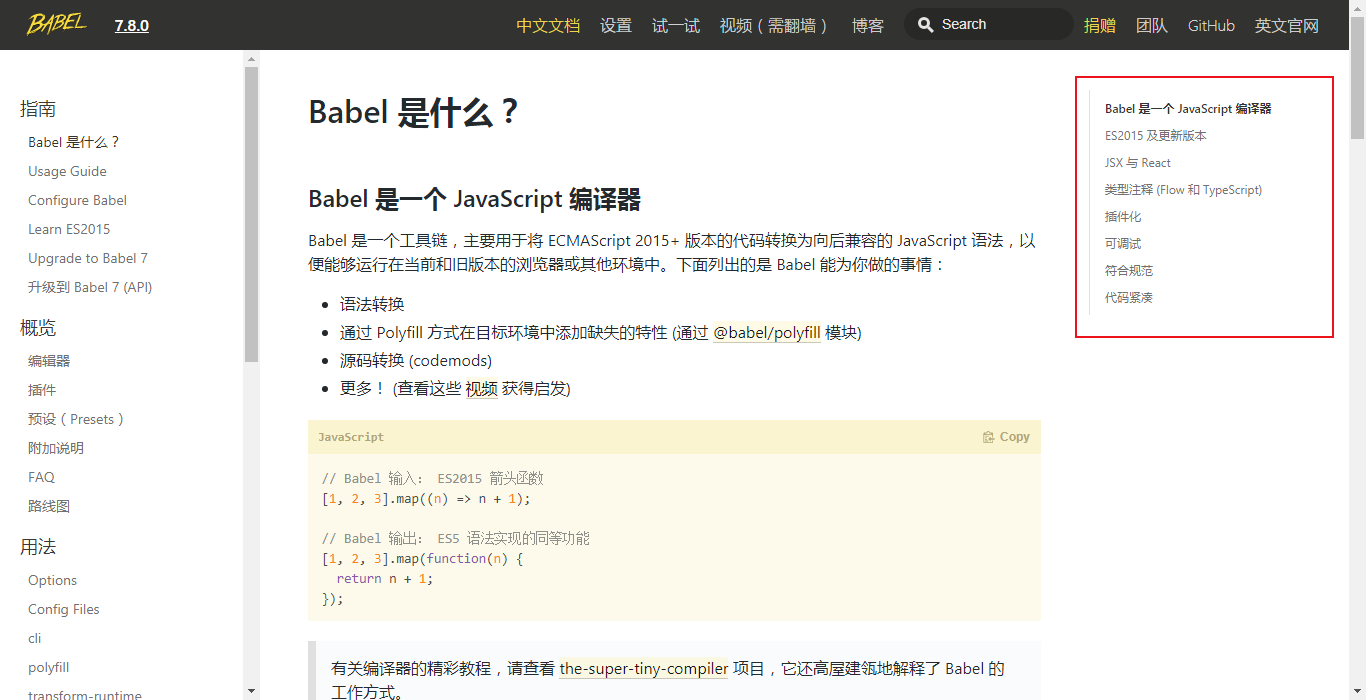 BABEL 7.8.0 中文文档 设置 试一试 视频（需翻墙） 博客 Search 捐赠 团队 GitHub 英文官网
指南
Babel 是什么？
Usage Guide
Configure Babel
Learn ES2015
Upgrade to Babel 7
升级到 Babel 7 (API)
概览
编辑器
插件
预设（Presets）
附加说明
FAQ
路线图
用法
Options
Config Files
cli
polyfill
transform-runtime
Babel 是什么？
Babel 是一个 JavaScript 编译器
Babel 是一个工具链，主要用于将 ECMAScript 2015+ 版本的代码转换为向后兼容的 JavaScript 语法，以
便能够运行在当前和旧版本的浏览器或其他环境中。下面列出的是 Babel 能为你做的事情：
语法转换
通过 Polyfill 方式在目标环境中添加缺失的特性 (通过 @babel/polyfill 模块)
源码转换 (codemods)
更多！ (查看这些 视频 获得启发)
JavaScript Copy
// Babel 输入： ES2015 箭头函数
[1, 2, 3].map((n) => n + 1);
// Babel 输出： ES5 语法实现的同等功能
[1, 2, 3].map(function(n) {
return n + 1;
});
有关编译器的精彩教程，请查看 the-super-tiny-compiler 项目，它还高屋建瓴地解释了 Babel 的
工作方式。
Babel 是一个 JavaScript 编译器
ES2015 及更新版本
JSX 与 React
类型注释 (Flow 和 TypeScript)
插件化
可调试
符合规范
代码紧凑